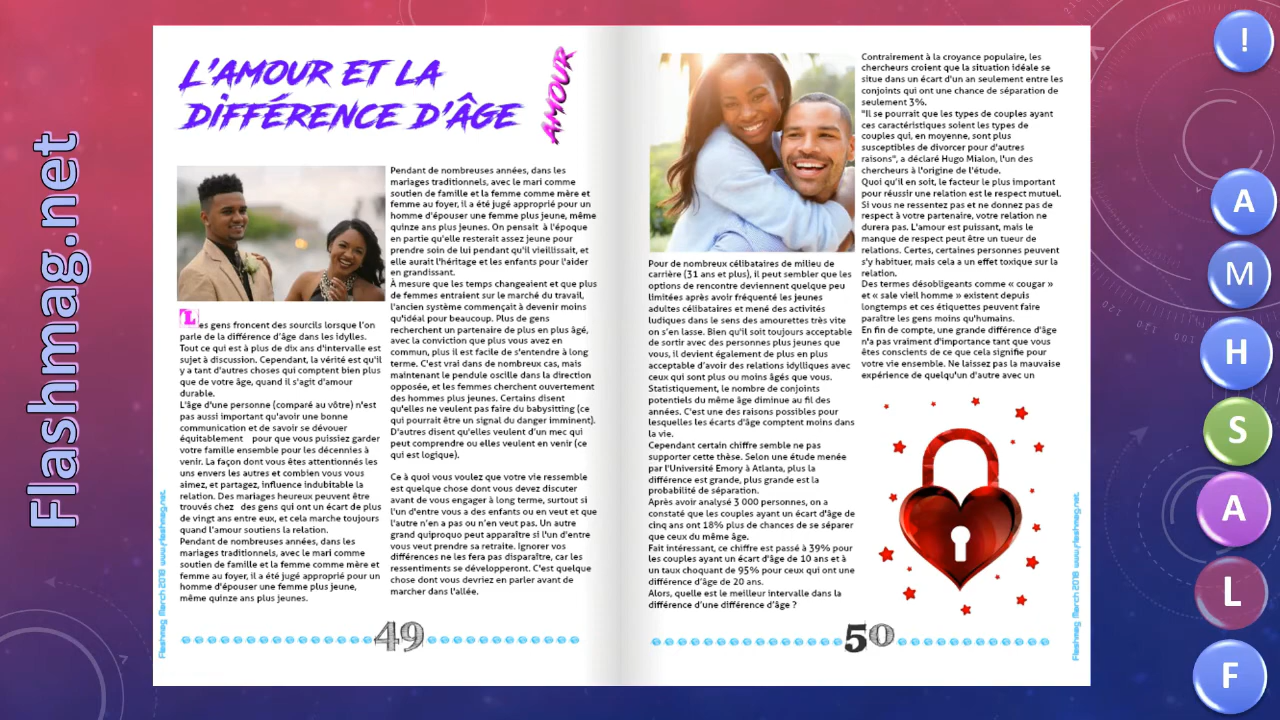 Flashmag.net
L'AMOUR ET LA
DIFFÉRENCE D'ÂGE
AMOUR
Les gens froncent des sourcils lorsque l'on
parle de la différence d'âge dans les idylles.
Tout ce qui est à plus de dix ans d'intervalle est
sujet à discussion. Cependant, la vérité est qu'il
y a tant d'autres choses qui comptent bien plus
que de votre âge, quand il s'agit d'amour
durable.
L'âge d'une personne (comparé au vôtre) n'est
pas aussi important qu'avoir une bonne
communication et de savoir se dévouer
équitablement pour que vous puissiez garder
votre famille ensemble pour les décennies à
venir. La façon dont vous êtes attentionnés les
uns envers les autres et combien vous vous
aimez, et partagez, influence indubitable la
relation. Des mariages heureux peuvent être
trouvés chez des gens qui ont un écart de plus
de vingt ans entre eux, et cela marche toujours
quand l'amour soutiens la relation.
Pendant de nombreuses années, dans les
mariages traditionnels, avec le mari comme
soutien de famille et la femme comme mère et
femme au foyer, il a été jugé approprié pour un
homme d'épouser une femme plus jeune,
même quinze ans plus jeunes.
Pendant de nombreuses années, dans les
mariages traditionnels, avec le mari comme
soutien de famille et la femme comme mère et
femme au foyer, il a été jugé approprié pour un
homme d'épouser une femme plus jeune, même
quinze ans plus jeunes. On pensait à l'époque
en partie qu'elle resterait assez jeune pour
prendre soin de lui pendant qu'il vieillissait, et
elle aurait l'héritage et les enfants pour l'aider
en grandissant.
À mesure que les temps changeaient et que plus
de femmes entraient sur le marché du travail,
l'ancien système commençait à devenir moins
qu'idéal pour beaucoup. Plus de gens
recherchent un partenaire de plus en plus âgé,
avec la conviction que plus vous avez en
commun, plus il est facile de s'entendre à long
terme. C'est vrai dans de nombreux cas, mais
maintenant le pendule oscille dans la direction
opposée, et les femmes cherchent ouvertement
des hommes plus jeunes. Certains disent
qu'elles ne veulent pas faire du babysitting (ce
qui pourrait être un signal du danger imminent).
D'autres disent qu'elles veulent d'un mec qui
peut comprendre ou elles veulent en venir (ce
qui est logique).
Ce à quoi vous voulez que votre vie ressemble
est quelque chose dont vous devez discuter
avant de vous engager à long terme, surtout si
l'un d'entre vous a des enfants ou en veut et que
l'autre n'en a pas ou n'en veut pas. Un autre
grand quiproquo peut apparaître si l'un d'entre
vous veut prendre sa retraite. Ignorer vos
différences ne les fera pas disparaître, car les
ressentiments se développeront. C'est quelque
chose dont vous devriez en parler avant de
marcher dans l'allée.
Flashmag March 2018 www.flashmag.net
49
Pour de nombreux célibataires de milieu de
carrière (31 ans et plus), il peut sembler que les
options de rencontre deviennent quelque peu
limitées après avoir fréquenté les jeunes
adultes célibataires et mené des activités
ludiques dans le sens des amourettes très vite
on s'en lasse. Bien qu'il soit toujours acceptable
de sortir avec des personnes plus jeunes que
vous, il devient également de plus en plus
acceptable d'avoir des relations idylliques avec
ceux qui sont plus ou moins âgés que vous.
Statistiquement, le nombre de conjoints
potentiels du même âge diminue au fil des
années. C'est une des raisons possibles pour
lesquelles les écarts d'âge comptent moins dans
la vie.
Cependant certain chiffre semble ne pas
supporter cette thèse. Selon une étude menée
par l'Université Emory à Atlanta, plus la
différence est grande, plus grande est la
probabilité de séparation.
Après avoir analysé 3 000 personnes, on a
constaté que les couples ayant un écart d'âge de
cinq ans ont 18% plus de chances de se séparer
que ceux du même âge.
Fait intéressant, ce chiffre est passé à 39% pour
les couples ayant un écart d'âge de 10 ans et à
un taux choquant de 95% pour ceux qui ont une
différence d'âge de 20 ans.
Alors, quelle est le meilleur intervalle dans la
différence d'une différence d'âge ?
Contrairement à la croyance populaire, les
chercheurs croient que la situation idéale se
situe dans un écart d'un an seulement entre les
conjoints qui ont une chance de séparation de
seulement 3%.
"Il se pourrait que les types de couples ayant
ces caractéristiques soient les types de
couples qui, en moyenne, sont plus
susceptibles de divorcer pour d'autres
raisons", a déclaré Hugo Mialon, l'un des
chercheurs à l'origine de l'étude.
Quoi qu'il en soit, le facteur le plus important
pour réussir une relation est le respect mutuel.
Si vous ne ressentez pas et ne donnez pas de
respect à votre partenaire, votre relation ne
durera pas. L'amour est puissant, mais le
manque de respect peut être un tueur de
relations. Certes, certaines personnes peuvent
s'y habituer, mais cela a un effet toxique sur la
relation.
Des termes désobligeants comme « cougar »
et « sale vieil homme » existent depuis
longtemps et ces étiquettes peuvent faire
paraître les gens moins qu'humains.
En fin de compte, une grande différence d'âge
n'a pas vraiment d'importance tant que vous
êtes conscients de ce que cela signifie pour
votre vie ensemble. Ne laissez pas la mauvaise
expérience de quelqu'un d'autre avec un
50
Flashmag March 2018 www.flashmag.net
!
A
M
H
S
A
L
F